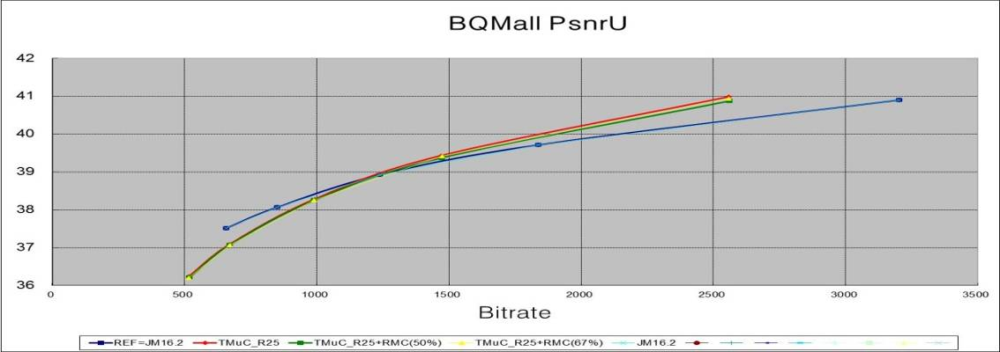 BQMall PsnrU
42
41
40
39
38
37
36
0 500 1000 1500 2000 2500 3000 3500
Bitrate
REF=JM16.2 TMuC_R25 TMuC_R25+RMC(50%) TMuC_R25+RMC(67%) JM16.2